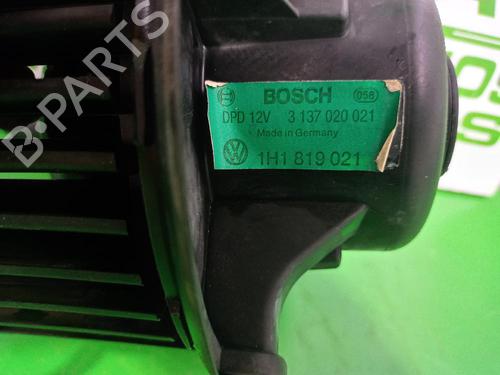 BOSCH 058
DPD 12V 3 137 020 021
Made in Germany
1H1 819 021
B-PARTS